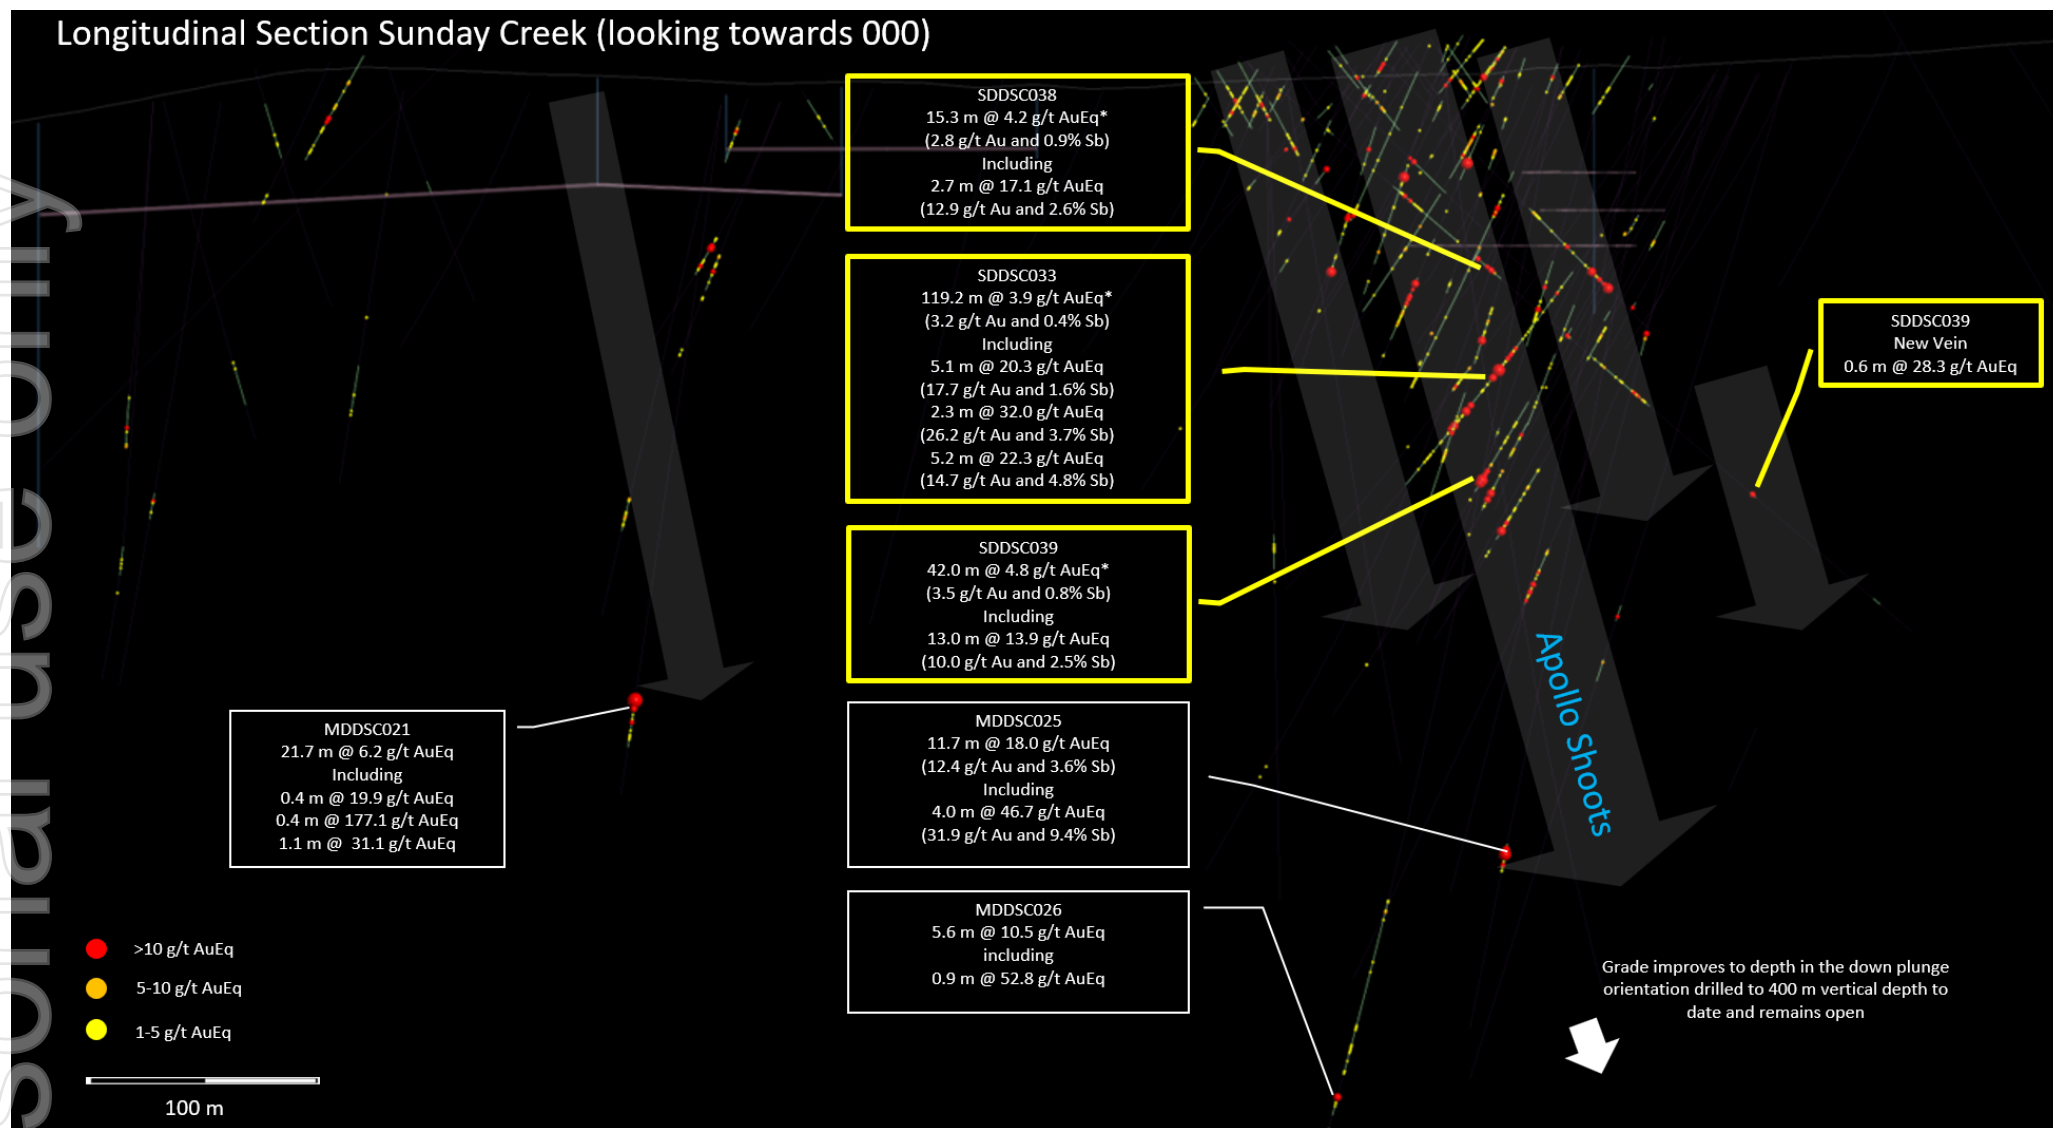 Longitudinal Section Sunday Creek (looking towards 000)
SDDSC038
15.3 m @ 4.2 g/t AuEq*
(2.8 g/t Au and 0.9% Sb)
Including
2.7 m @ 17.1 g/t AuEq
(12.9 g/t Au and 2.6% Sb)
SDDSC033
119.2 m @ 3.9 g/t AuEq*
(3.2 g/t Au and 0.4% Sb)
Including
5.1 m @ 20.3 g/t AuEq
(17.7 g/t Au and 1.6% Sb)
2.3 m @ 32.0 g/t AuEq
(26.2 g/t Au and 3.7% Sb)
5.2 m @ 22.3 g/t AuEq
(14.7 g/t Au and 4.8% Sb)
SDDSC039
New Vein
0.6 m @ 28.3 g/t AuEq
SDDSC039
42.0 m @ 4.8 g/t AuEq*
(3.5 g/t Au and 0.8% Sb)
Including
13.0 m @ 13.9 g/t AuEq
(10.0 g/t Au and 2.5% Sb)
Apollo Shoots
MDDSC021
21.7 m @ 6.2 g/t AuEq
Including
0.4 m @ 19.9 g/t AuEq
0.4 m @ 177.1 g/t AuEq
1.1 m @ 31.1 g/t AuEq
MDDSC025
11.7 m @ 18.0 g/t AuEq
(12.4 g/t Au and 3.6% Sb)
Including
4.0 m @ 46.7 g/t AuEq
(31.9 g/t Au and 9.4% Sb)
MDDSC026
5.6 m @ 10.5 g/t AuEq
including
0.9 m @ 52.8 g/t AuEq
>10 g/t AuEq
5-10 g/t AuEq
1-5 g/t AuEq
100 m
Grade improves to depth in the down plunge
orientation drilled to 400 m vertical depth to
date and remains open
sonal use only